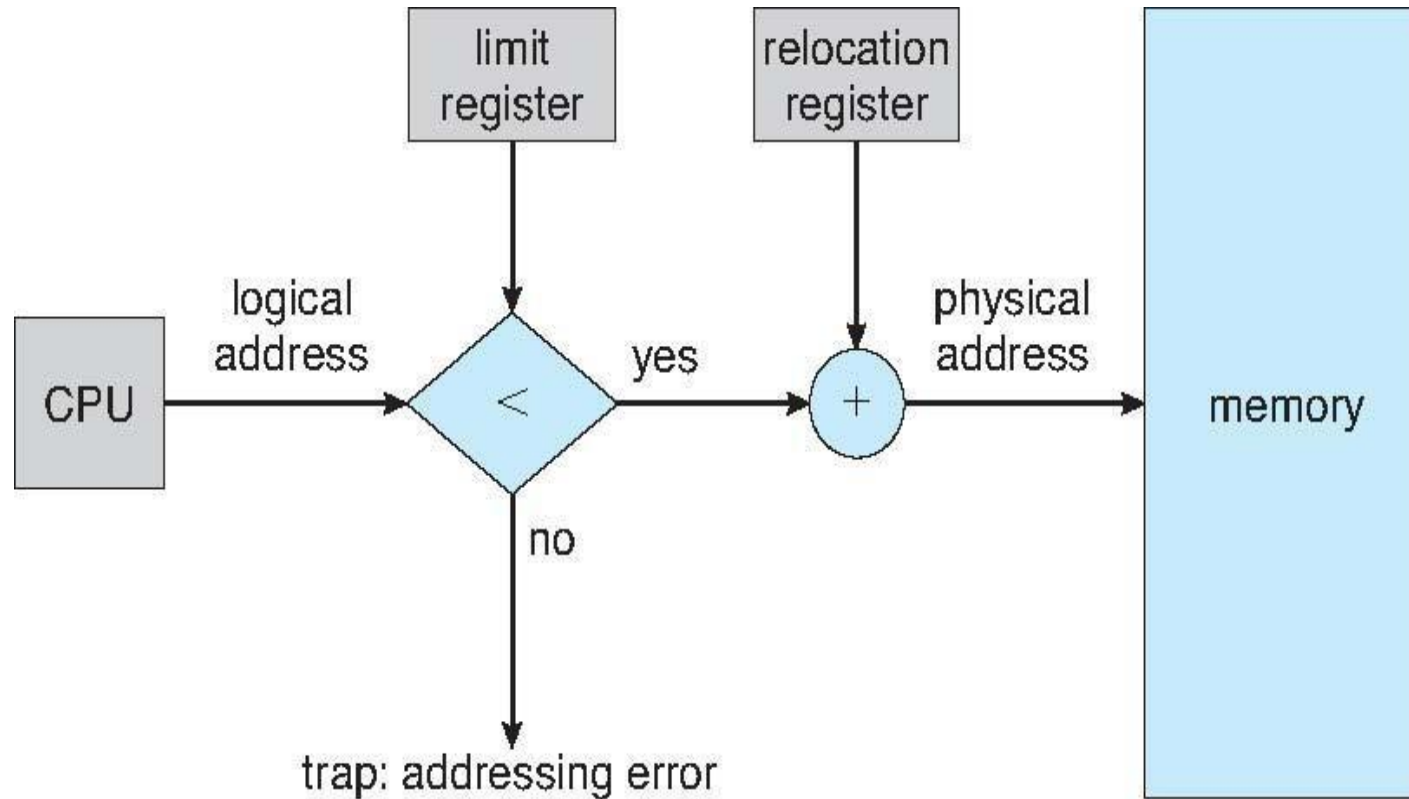 limit
register
relocation
register
logical
address
physical
address
CPU
<
yes
+
memory
no
trap: addressing error